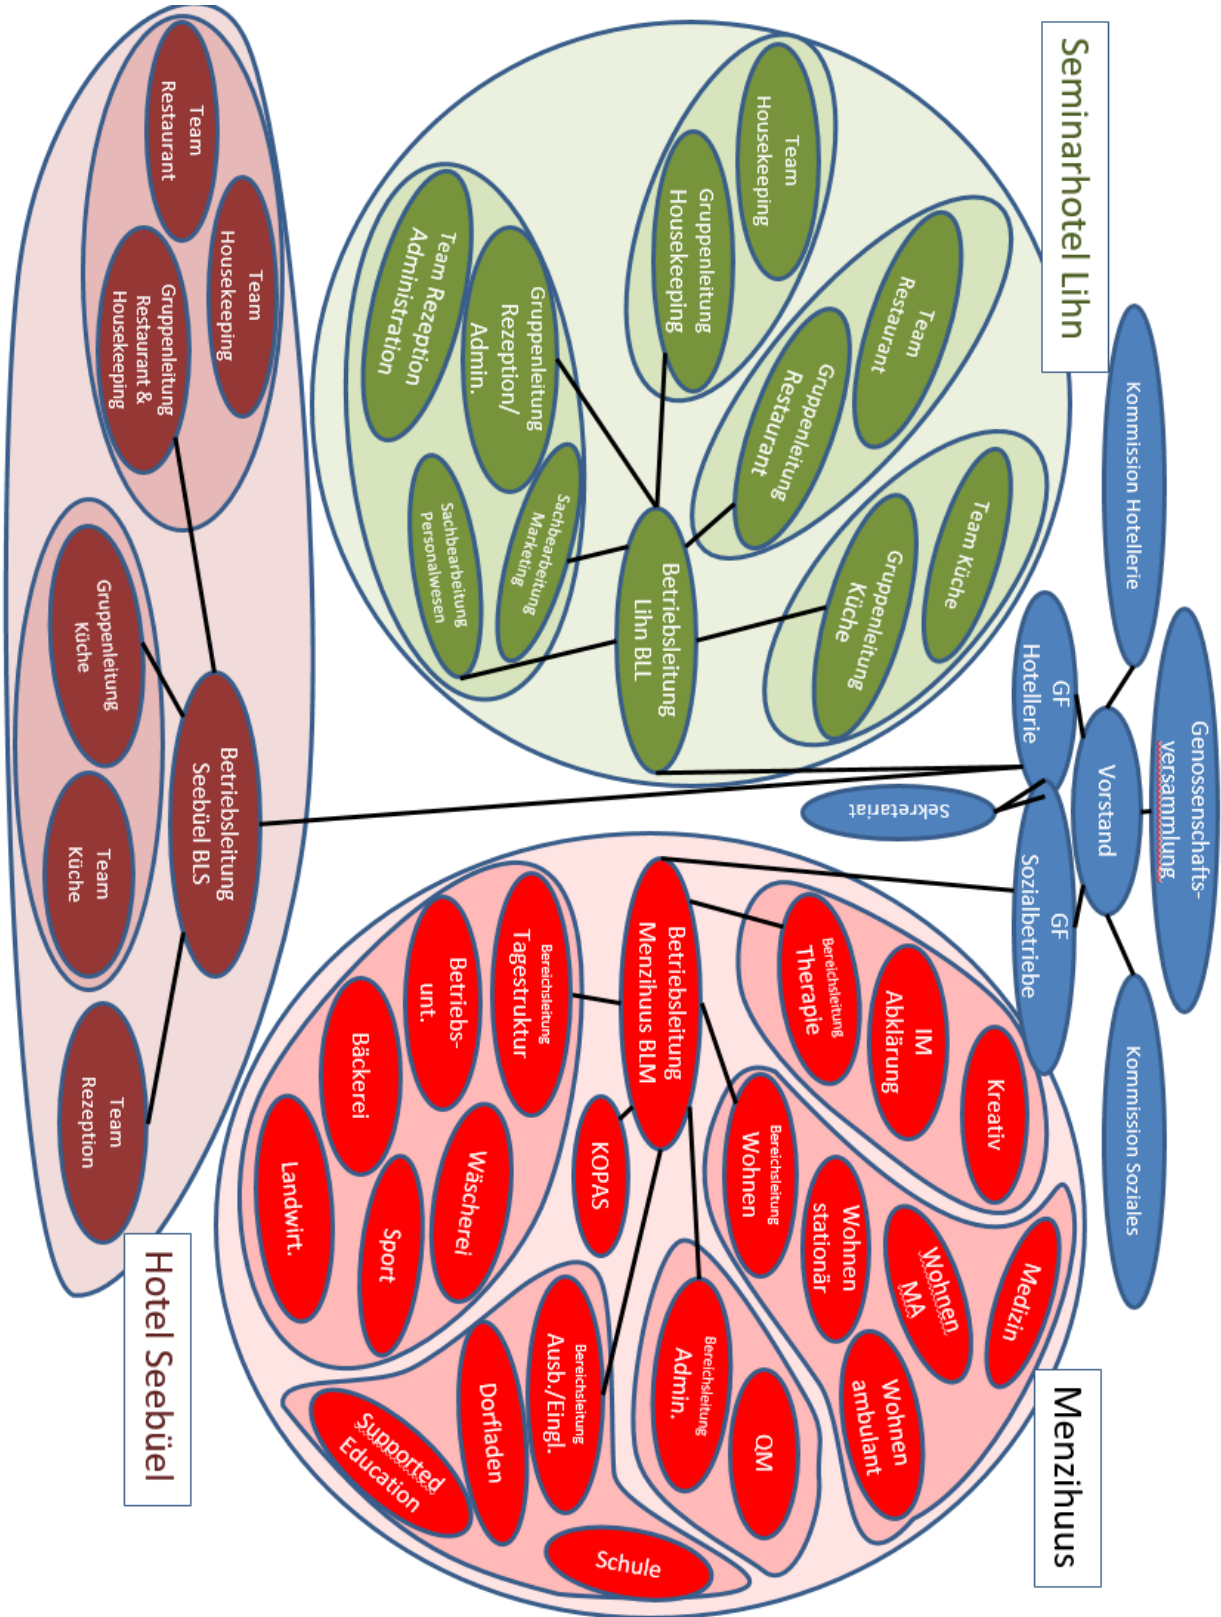 Genossenschafts-
versammlung
Kommission Hotellerie
Vorstand
Kommission Soziales
GF
Hotellerie
GF
Sozialbetriebe
Sekretariat
Seminarhotel Lihn
Team
Housekeeping
Gruppenleitung
Housekeeping
Team
Restaurant
Gruppenleitung
Restaurant
Team Küche
Gruppenleitung
Küche
Betriebsleitung
Lihn BLL
Gruppenleitung
Rezeption/
Admin.
Team Rezeption
Administration
Sachbearbeitung
Marketing
Sachbearbeitung
Personalwesen
Menzihuus
Kreativ
IM
Abklärung
Bereichsleitung
Therapie
Medizin
Wohnen
MA
Wohnen
stationär
Wohnen
ambulant
Bereichsleitung
Wohnen
Betriebsleitung
Menzihuus BLM
QM
Bereichsleitung
Admin.
KOPAS
Bereichsleitung
Tagestruktur
Betriebs-
unt.
Bäckerei
Wäscherei
Sport
Landwirt.
Bereichsleitung
Ausb./Eingl.
Dorfladen
Supported
Education
Schule
Team
Restaurant
Team
Housekeeping
Gruppenleitung
Restaurant &
Housekeeping
Gruppenleitung
Küche
Team
Küche
Betriebsleitung
Seebüel BLS
Team
Rezeption
Hotel Seebüel